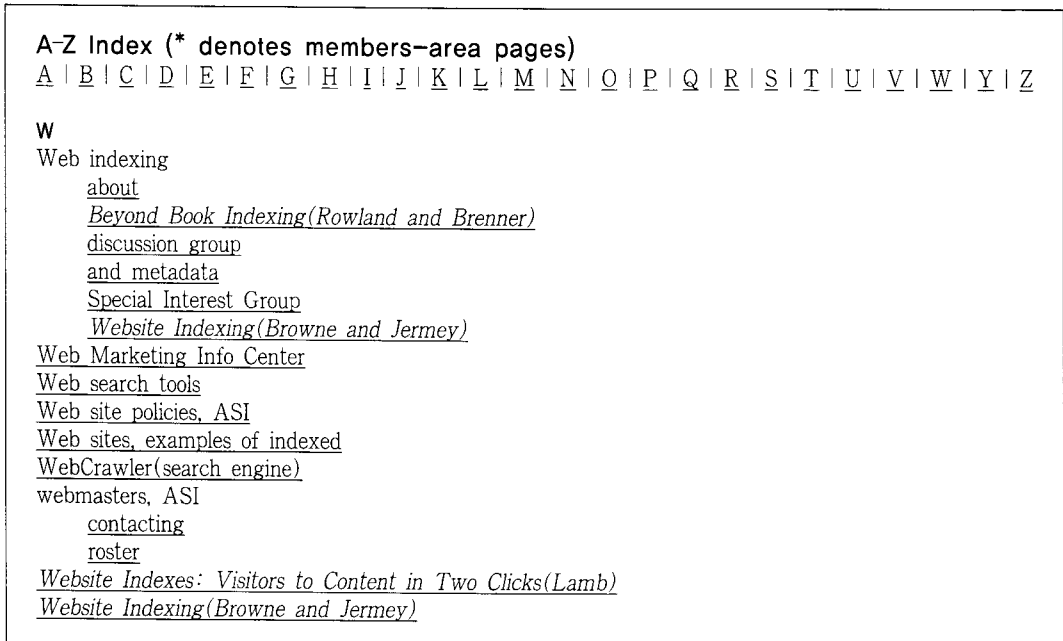 A-Z Index (* denotes members-area pages)
A | B | C | D | E | F | G | H | I | J | K | L | M | N | O | P | Q | R | S | T | U | V | W | Y | Z
W
Web indexing
about
Beyond Book Indexing(Rowland and Brenner)
discussion group
and metadata
Special Interest Group
Website Indexing(Browne and Jermey)
Web Marketing Info Center
Web search tools
Web site policies, ASI
Web sites, examples of indexed
WebCrawler(search engine)
webmasters, ASI
contacting
roster
Website Indexes: Visitors to Content in Two Clicks(Lamb)
Website Indexing(Browne and Jermey)